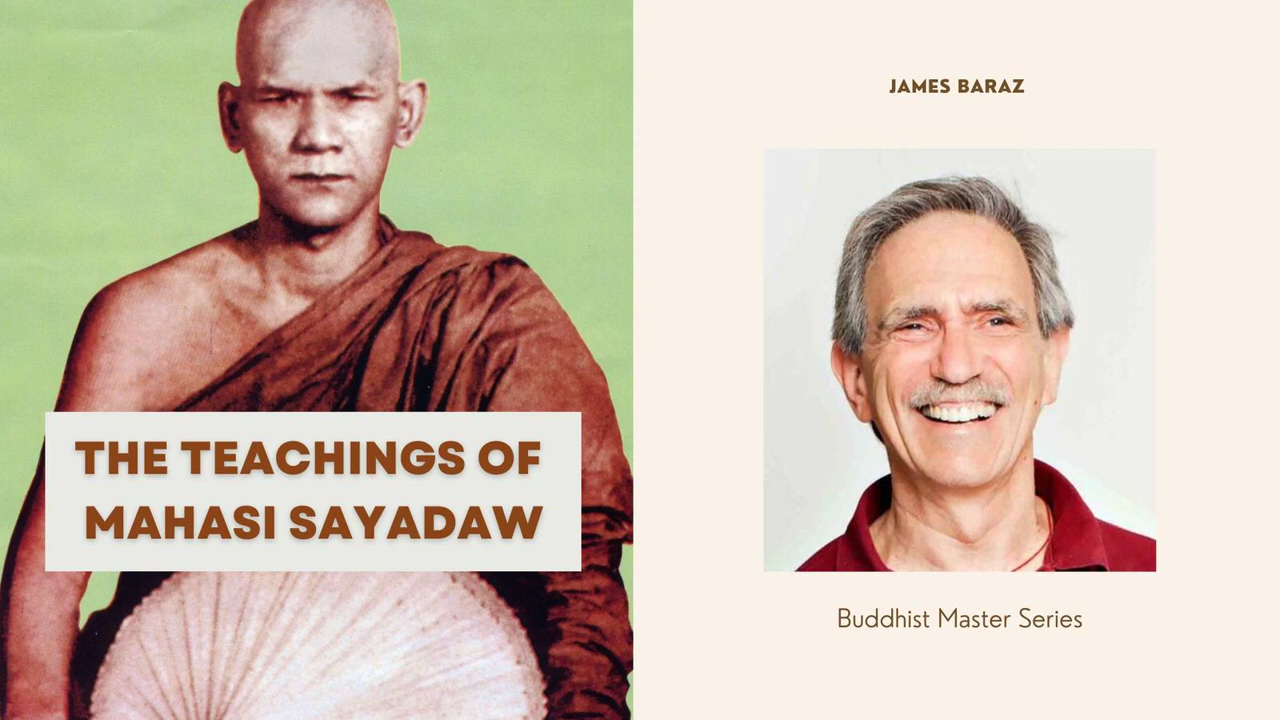 THE TEACHINGS OF
MAHASI SAYADAW
JAMES BARAZ
Buddhist Master Series